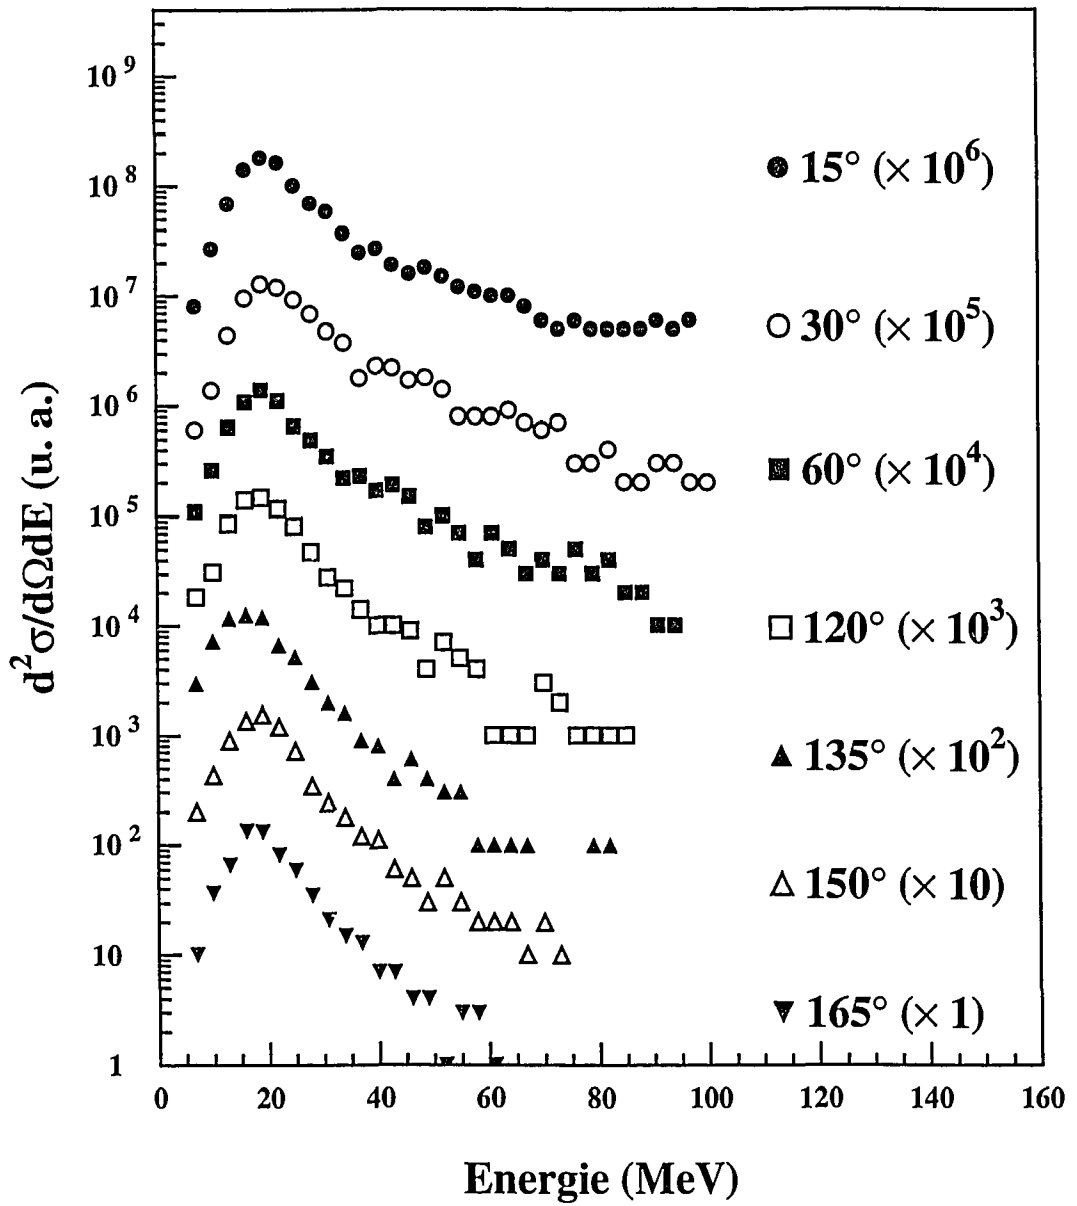 10⁹
10⁸
10⁷
10⁶
10⁵
10⁴
10³
10²
10
1
d²σ/dΩdE (u. a.)
15° (× 10⁶)
30° (× 10⁵)
60° (× 10⁴)
120° (× 10³)
135° (× 10²)
150° (× 10)
165° (× 1)
0 20 40 60 80 100 120 140 160
Energie (MeV)